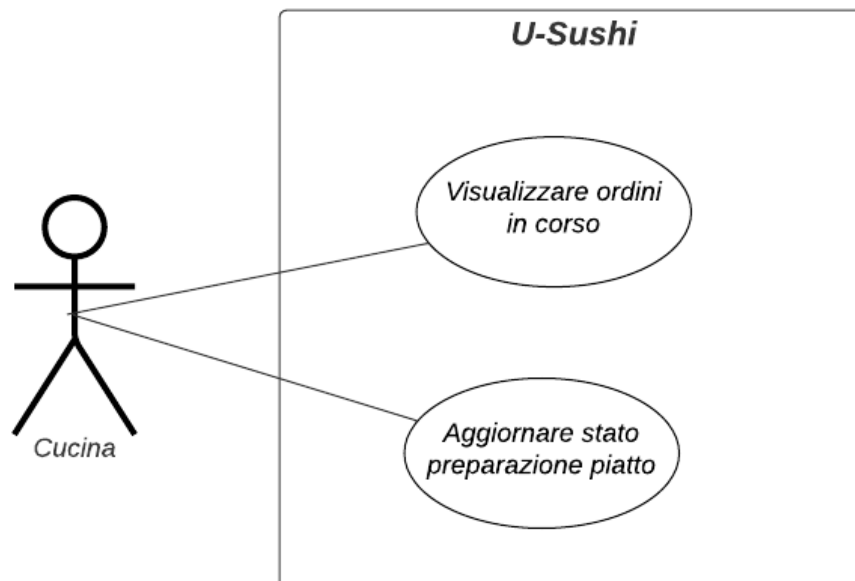 U-Sushi
Visualizzare ordini
in corso
Cucina
Aggiornare stato
preparazione piatto